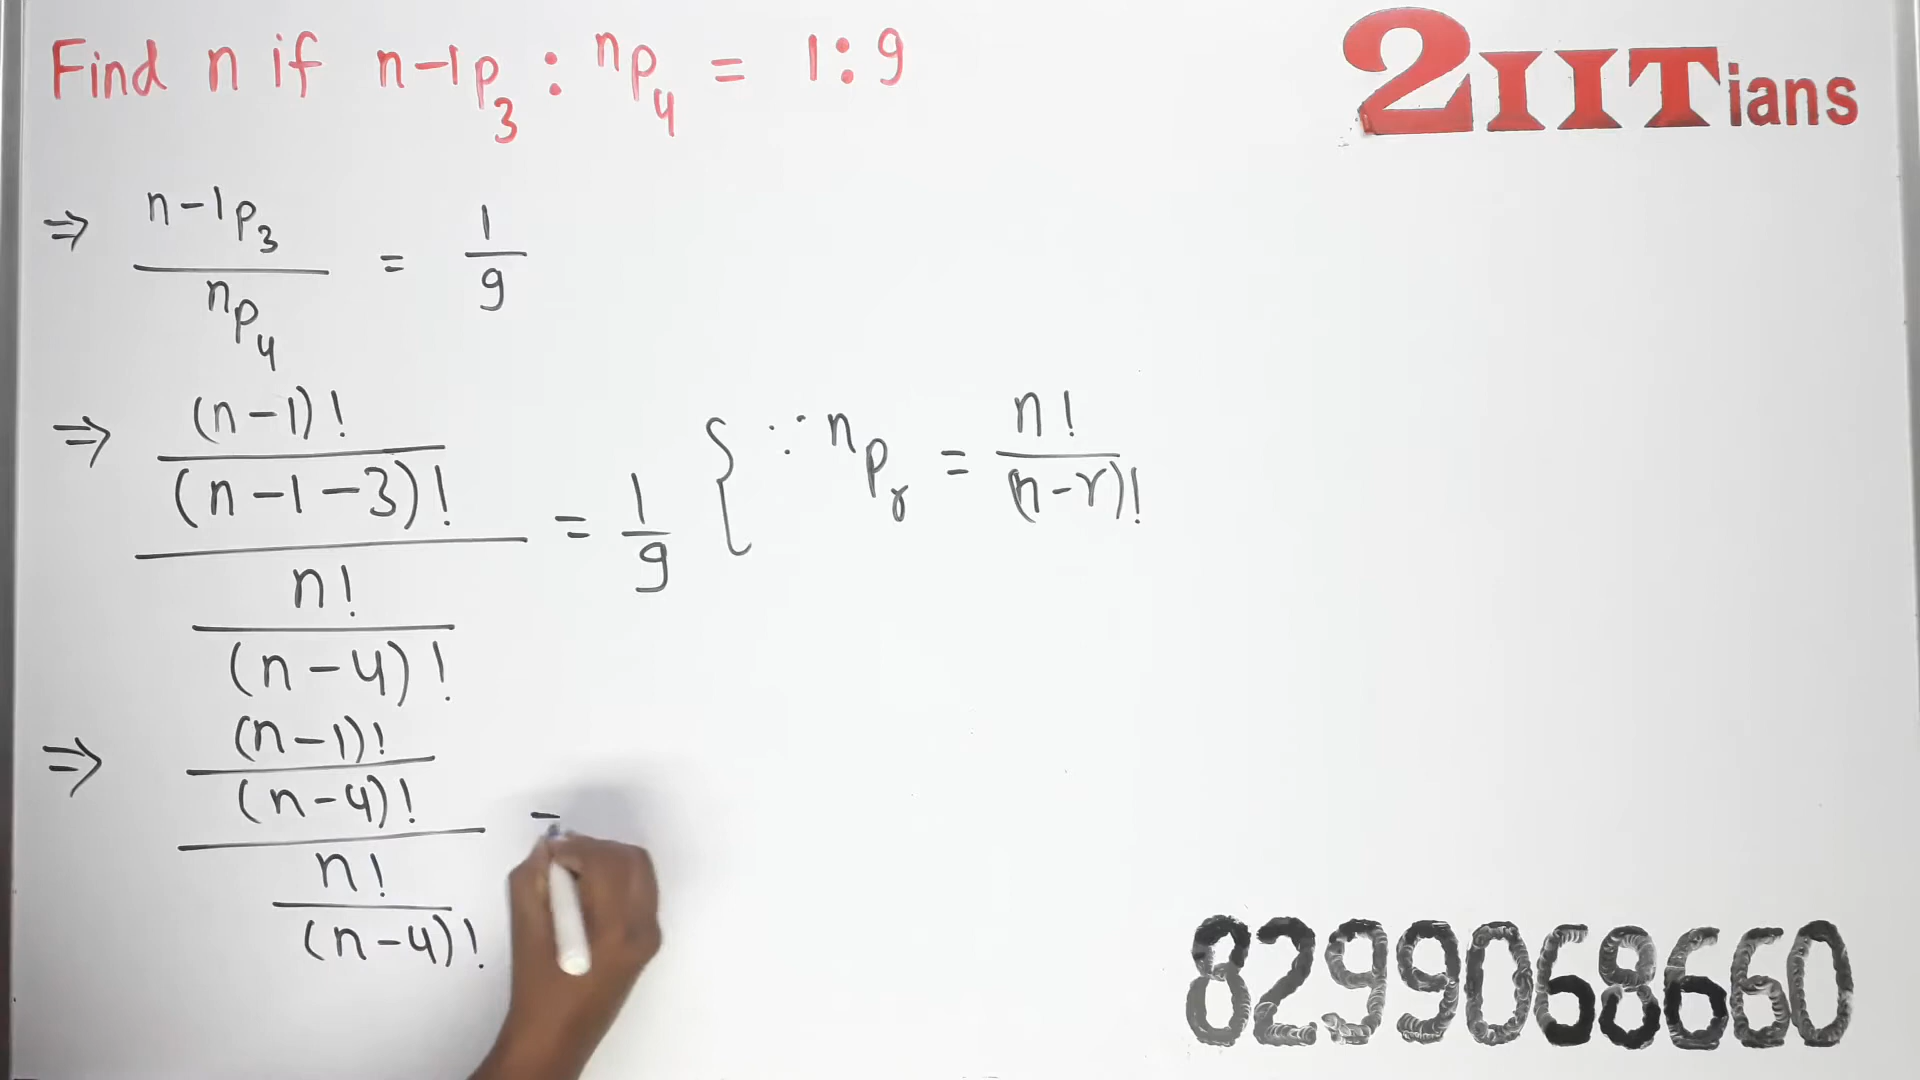 Find n if n-1p₃ : ⁿp₄ = 1:9
2IITians
⇒ n-1p₃ / ⁿp₄ = 1/9
⇒ (n-1)! / (n-1-3)! / n! / (n-4)! = 1/9 { ∵ ⁿpᵣ = n! / (n-r)!
⇒ (n-1)! / (n-4)! / n! / (n-4)! -
8299068660